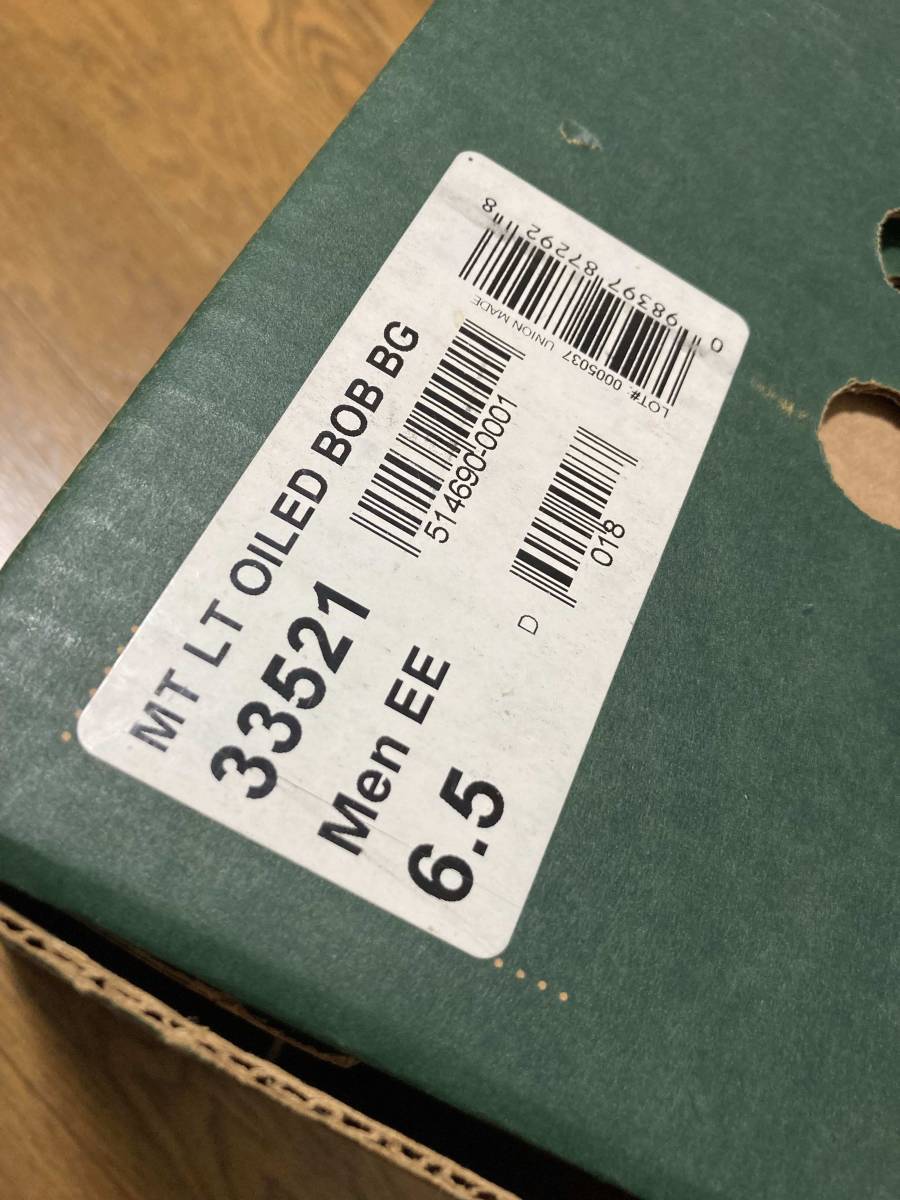 MT LT OILED BOB BG
33521
Men EE
6.5
514690-0001
D
018
LOT#: 0005037 UNION MADE
0 98397 87292 8